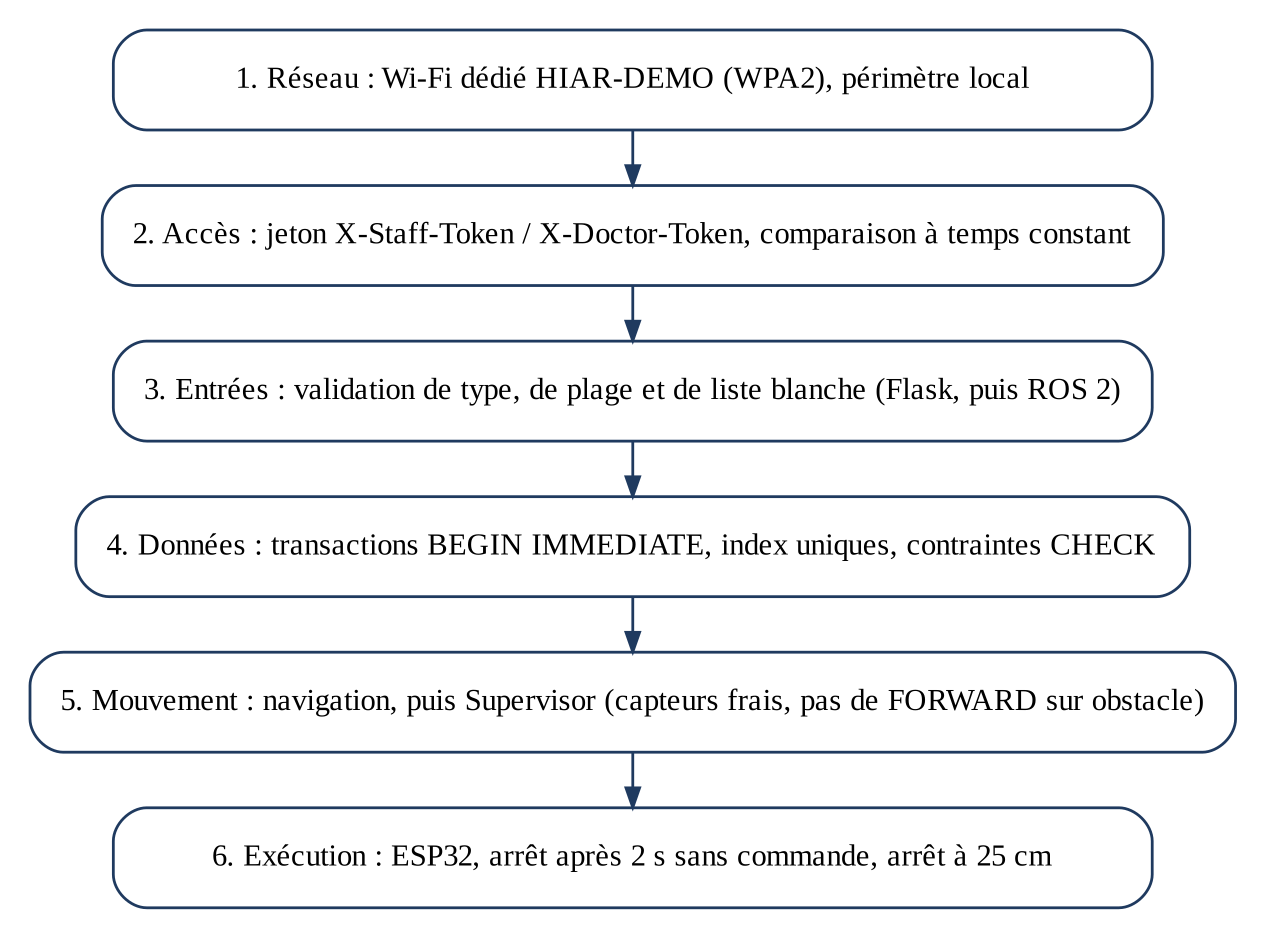 1. Réseau : Wi-Fi dédié HIAR-DEMO (WPA2), périmètre local
2. Accès : jeton X-Staff-Token / X-Doctor-Token, comparaison à temps constant
3. Entrées : validation de type, de plage et de liste blanche (Flask, puis ROS 2)
4. Données : transactions BEGIN IMMEDIATE, index uniques, contraintes CHECK
5. Mouvement : navigation, puis Supervisor (capteurs frais, pas de FORWARD sur obstacle)
6. Exécution : ESP32, arrêt après 2 s sans commande, arrêt à 25 cm